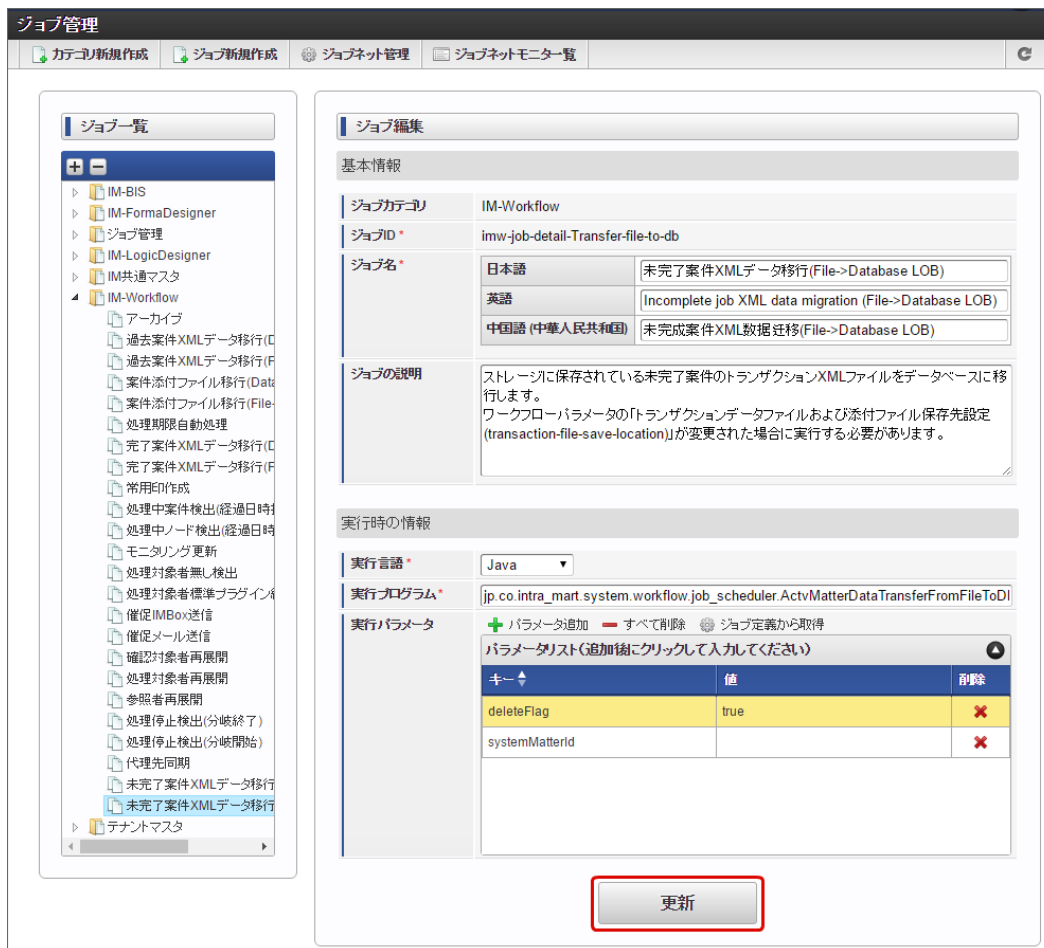 ジョブ管理
カテゴリ新規作成 ジョブ新規作成 ジョブネット管理 ジョブネットモニター覧
ジョブ一覧
IM-BIS
IM-FormaDesigner
ジョブ管理
IM-LogicDesigner
IM共通マスタ
IM-Workflow
アーカイブ
過去案件XMLデータ移行(D
過去案件XMLデータ移行(F
案件添付ファイル移行(Data
案件添付ファイル移行(File-
処理期限自動処理
完了案件XMLデータ移行(D
完了案件XMLデータ移行(F
常用印作成
処理中案件検出(経過日時
処理中ノード検出(経過日時
モニタリング更新
処理対象者無し検出
処理対象者標準プラグイン
催促IMBox送信
催促メール送信
確認対象者再展開
処理対象者再展開
参照者再展開
処理停止検出(分岐終了)
処理停止検出(分岐開始)
代理先同期
未完了案件XMLデータ移行
未完了案件XMLデータ移行
テナントマスタ
ジョブ編集
基本情報
ジョブカテゴリ IM-Workflow
ジョブID* imw-job-detail-Transfer-file-to-db
ジョブ名*
日本語 未完了案件XMLデータ移行(File->Database LOB)
英語 Incomplete job XML data migration (File->Database LOB)
中国語 (中華人民共和国) 未完成案件XML数据迁移(File->Database LOB)
ジョブの説明
ストレージに保存されている未完了案件のトランザクションXMLファイルをデータベースに移
行します。
ワークフローパラメータの「トランザクションデータファイルおよび添付ファイル保存先設定
(transaction-file-save-location)」が変更された場合に実行する必要があります。
実行時の情報
実行言語* Java
実行プログラム* jp.co.intra_mart.system.workflow.job_scheduler.ActvMatterDataTransferFromFileToDI
実行パラメータ パラメータ追加 すべて削除 ジョブ定義から取得
パラメータリスト(追加後にクリックして入力してください)
キー 値 削除
deleteFlag true
systemMatterId
更新